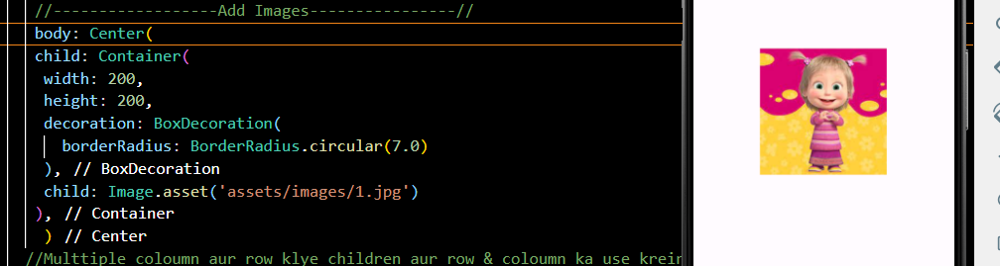 //------------------Add Images----------------//
body: Center(
child: Container(
width: 200,
height: 200,
decoration: BoxDecoration(
borderRadius: BorderRadius.circular(7.0)
), // BoxDecoration
child: Image.asset('assets/images/1.jpg')
), // Container
) // Center
//Multtiple coloumn aur row klye children aur row & coloumn ka use krein